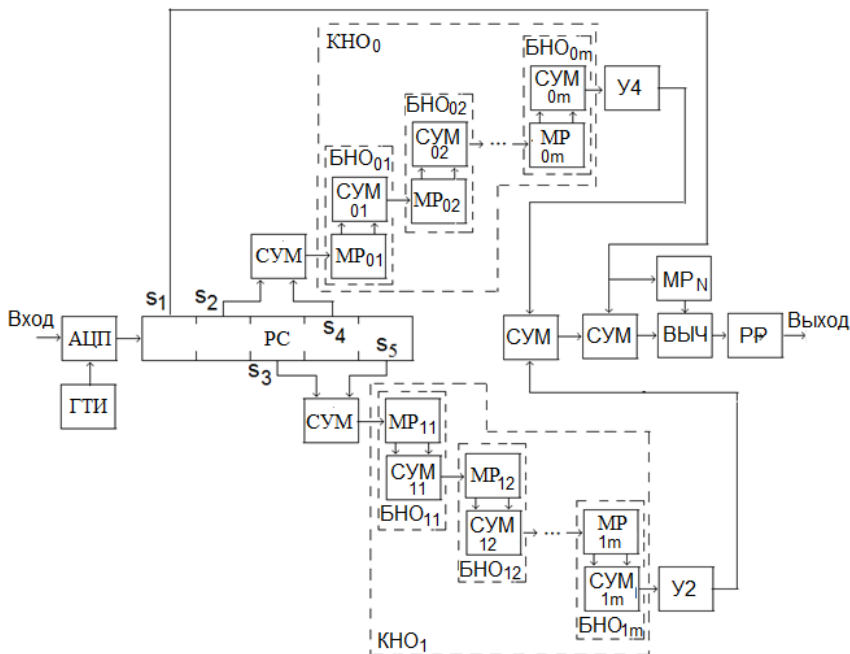 КНО0
БНО0m
СУМ
0m
У4
МР
0m
БНО02
СУМ
02
...
МР02
БНО01
СУМ
01
МР01
СУМ
s1
s2
s4
s5
s3
Вход
АЦП
РС
ГТИ
СУМ
СУМ
СУМ
МРN
ВЫЧ
РР
Выход
МР11
СУМ
11
БНО11
МР12
СУМ
12
БНО12
...
МР
1m
СУМ
1m
БНО1m
У2
КНО1